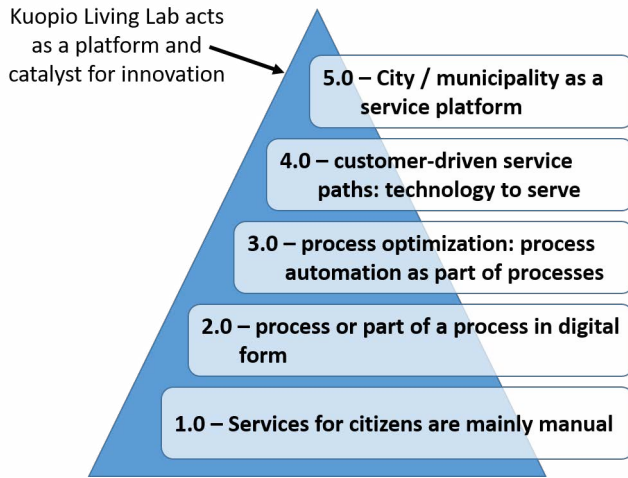 Kuopio Living Lab acts
as a platform and
catalyst for innovation
5.0 – City / municipality as a
service platform
4.0 – customer-driven service
paths: technology to serve
3.0 – process optimization: process
automation as part of processes
2.0 – process or part of a process in digital
form
1.0 – Services for citizens are mainly manual